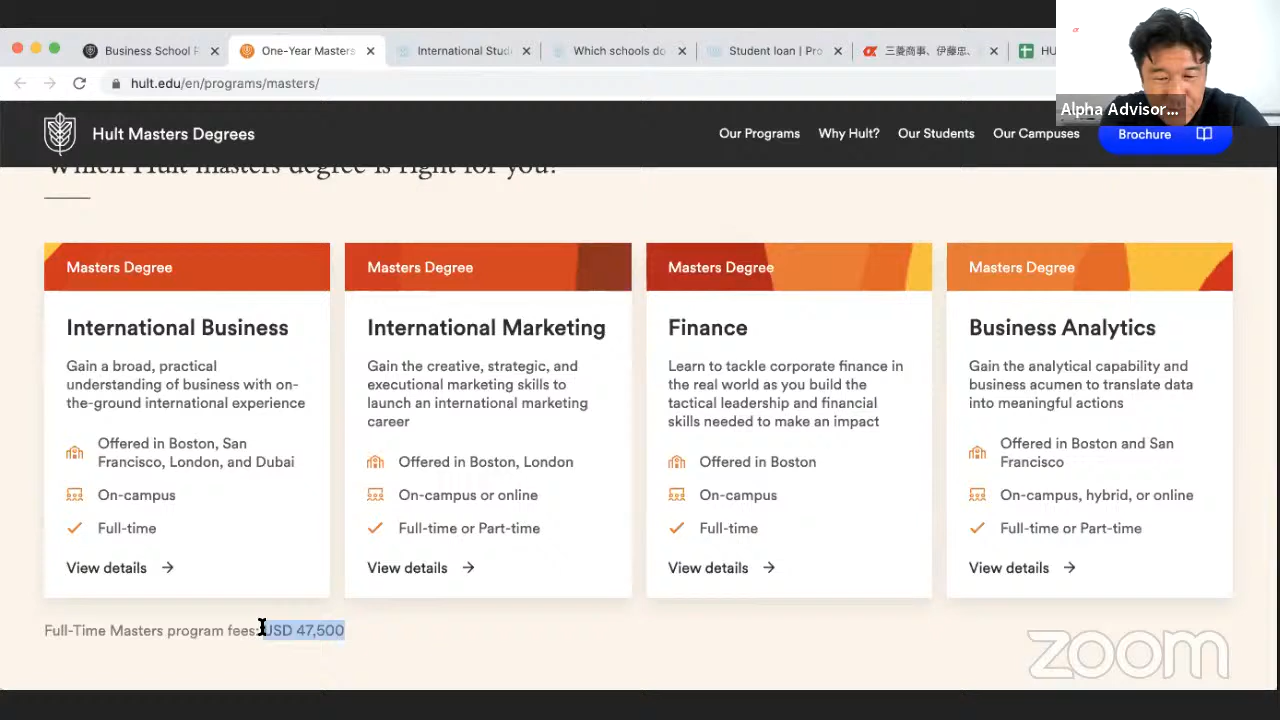 Business School
One-Year Masters
International Stud
Which schools do
Student loan | Pro
三菱商事、伊藤忠、
HU
hult.edu/en/programs/masters/
Alpha Advisor...
Hult Masters Degrees
Our Programs
Why Hult?
Our Students
Our Campuses
Brochure
Which Hult masters degree is right for you?
Masters Degree
International Business
Gain a broad, practical
understanding of business with on-
the-ground international experience
Offered in Boston, San
Francisco, London, and Dubai
On-campus
Full-time
View details
Masters Degree
International Marketing
Gain the creative, strategic, and
executional marketing skills to
launch an international marketing
career
Offered in Boston, London
On-campus or online
Full-time or Part-time
View details
Masters Degree
Finance
Learn to tackle corporate finance in
the real world as you build the
tactical leadership and financial
skills needed to make an impact
Offered in Boston
On-campus
Full-time
View details
Masters Degree
Business Analytics
Gain the analytical capability and
business acumen to translate data
into meaningful actions
Offered in Boston and San
Francisco
On-campus, hybrid, or online
Full-time or Part-time
View details
Full-Time Masters program fees: USD 47,500
zoom